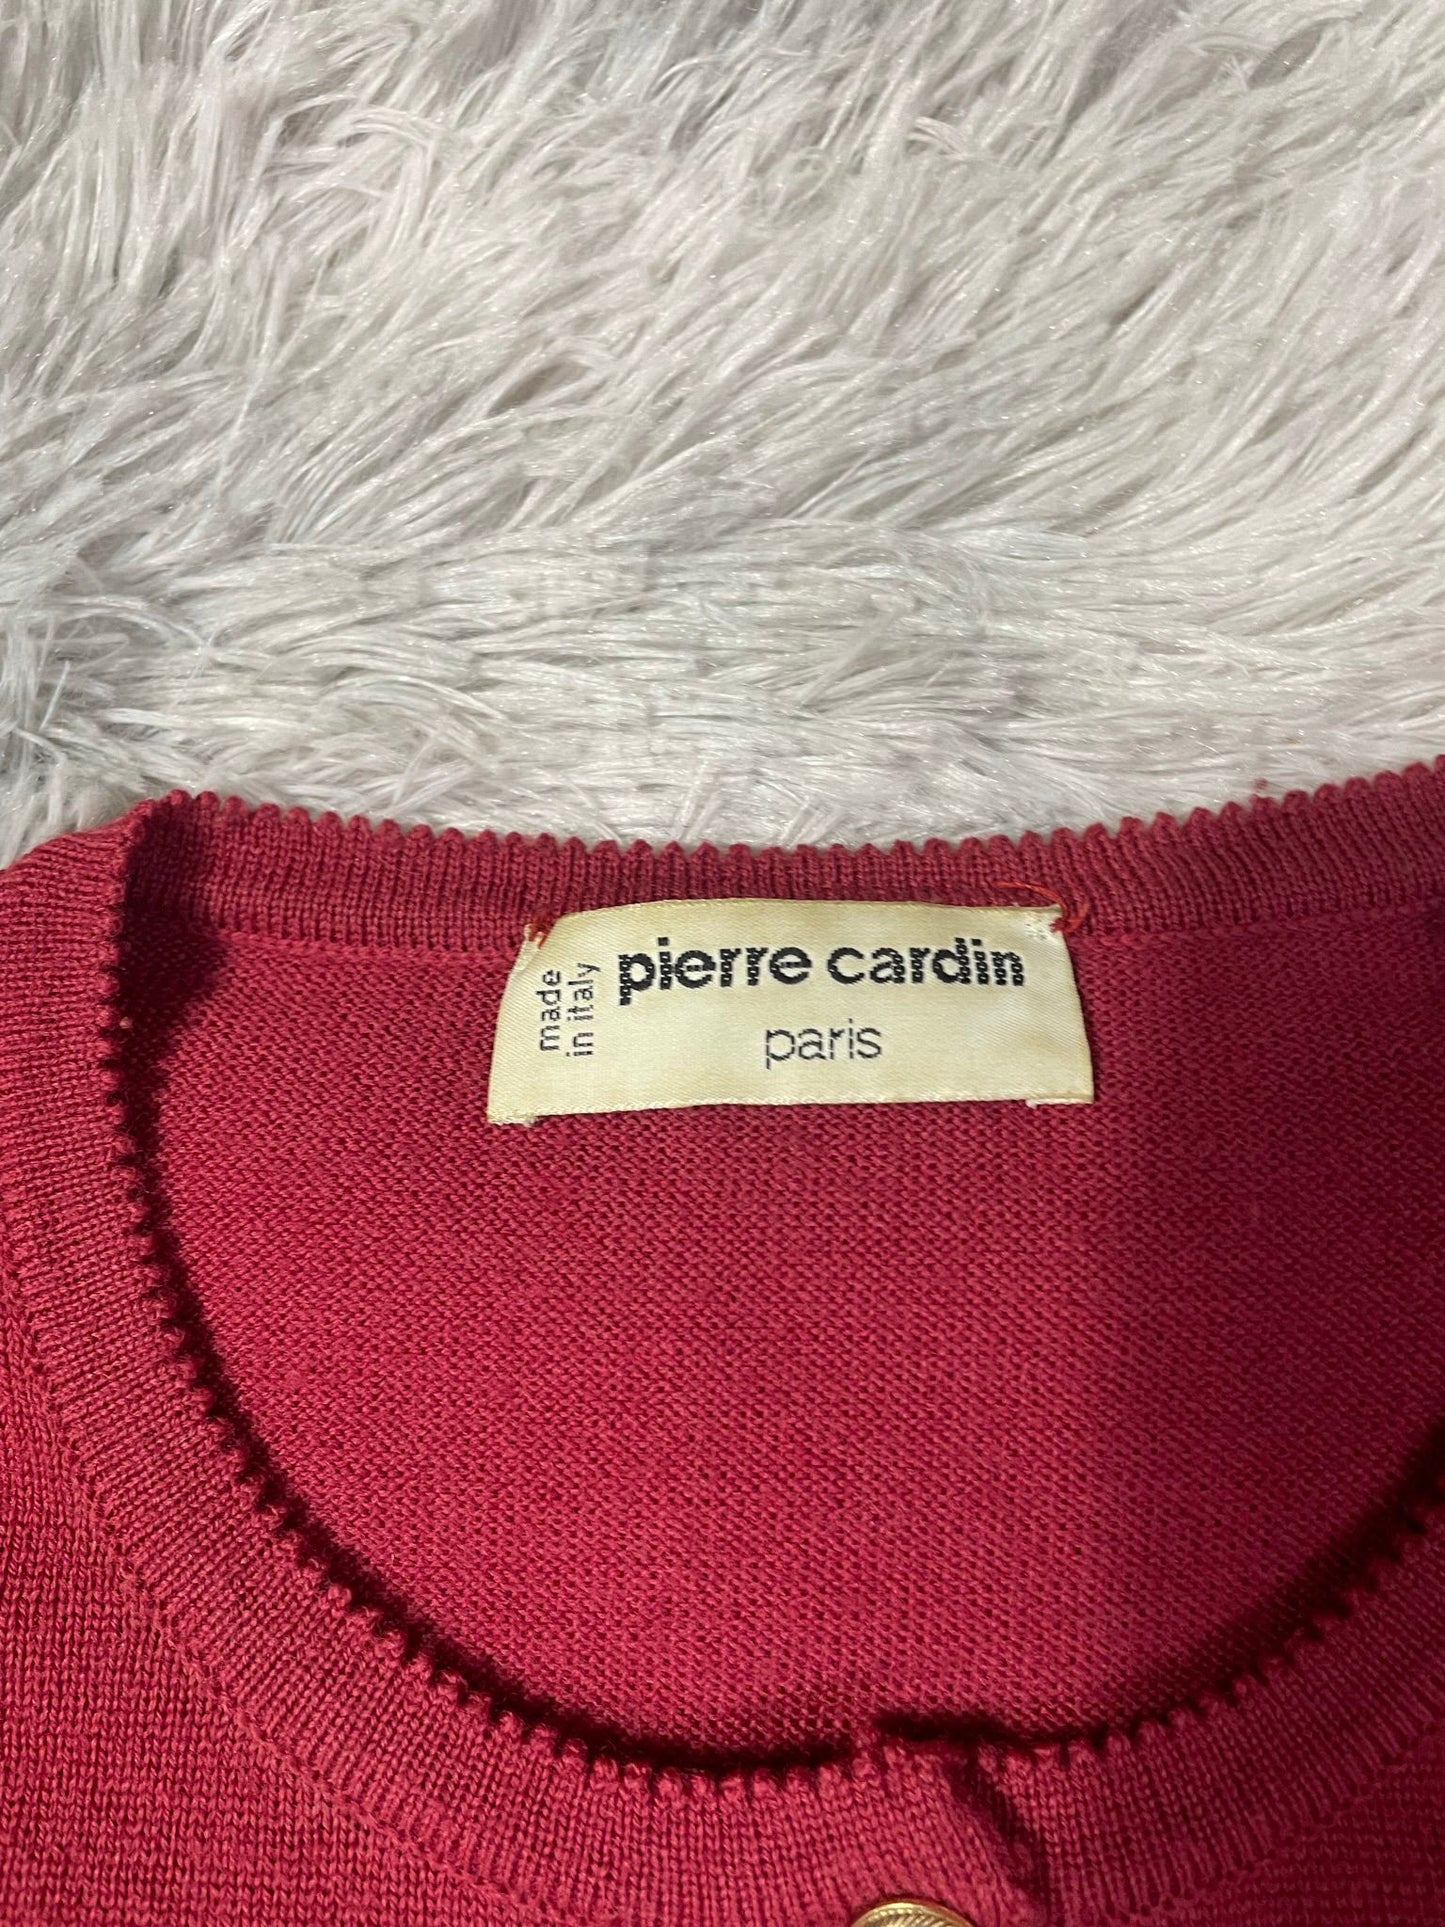 made
in italy
pierre cardin
paris